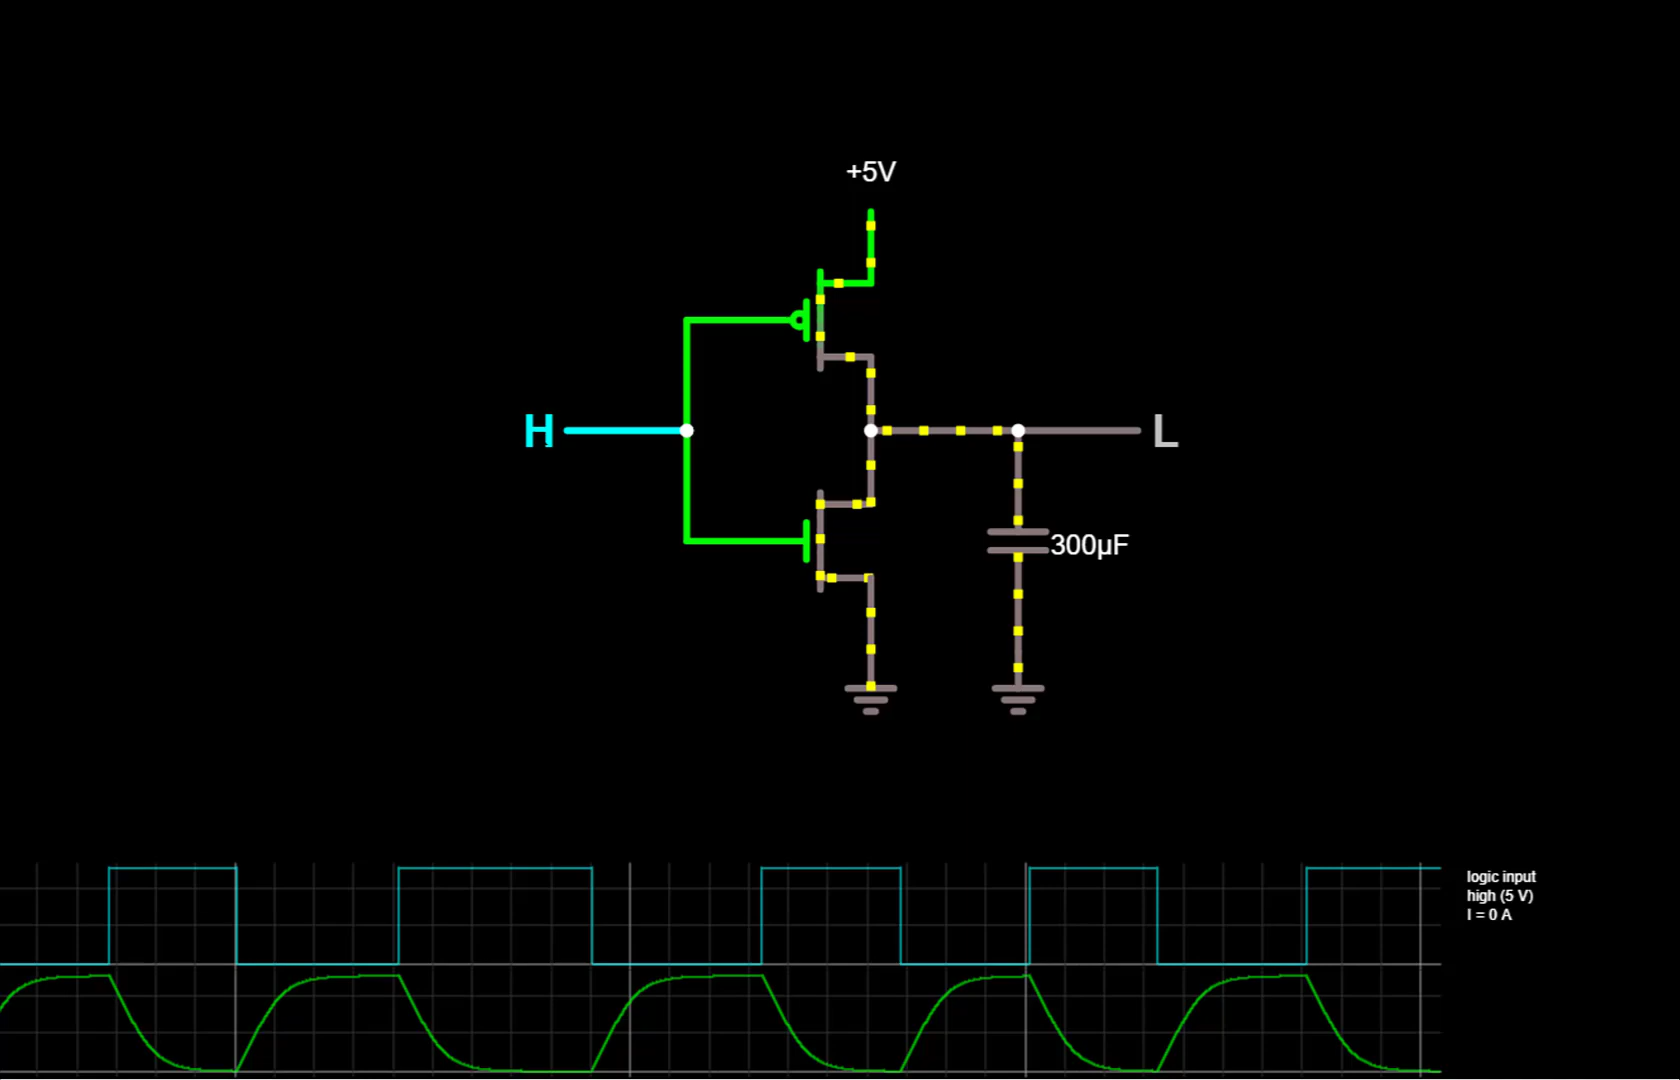 +5V
H
L
300µF
logic input
high (5 V)
I = 0 A